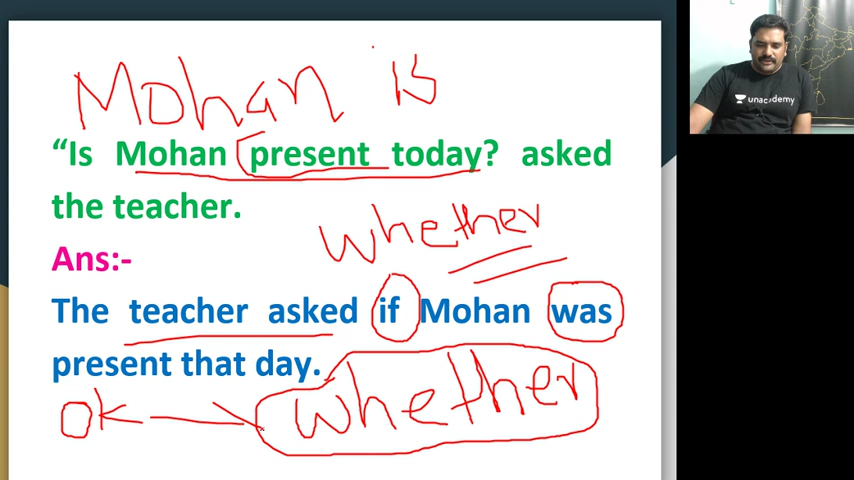 Mohan is
“Is Mohan present today? asked
the teacher.
whether
Ans:-
The teacher asked if Mohan was
present that day.
ok whether
unacademy